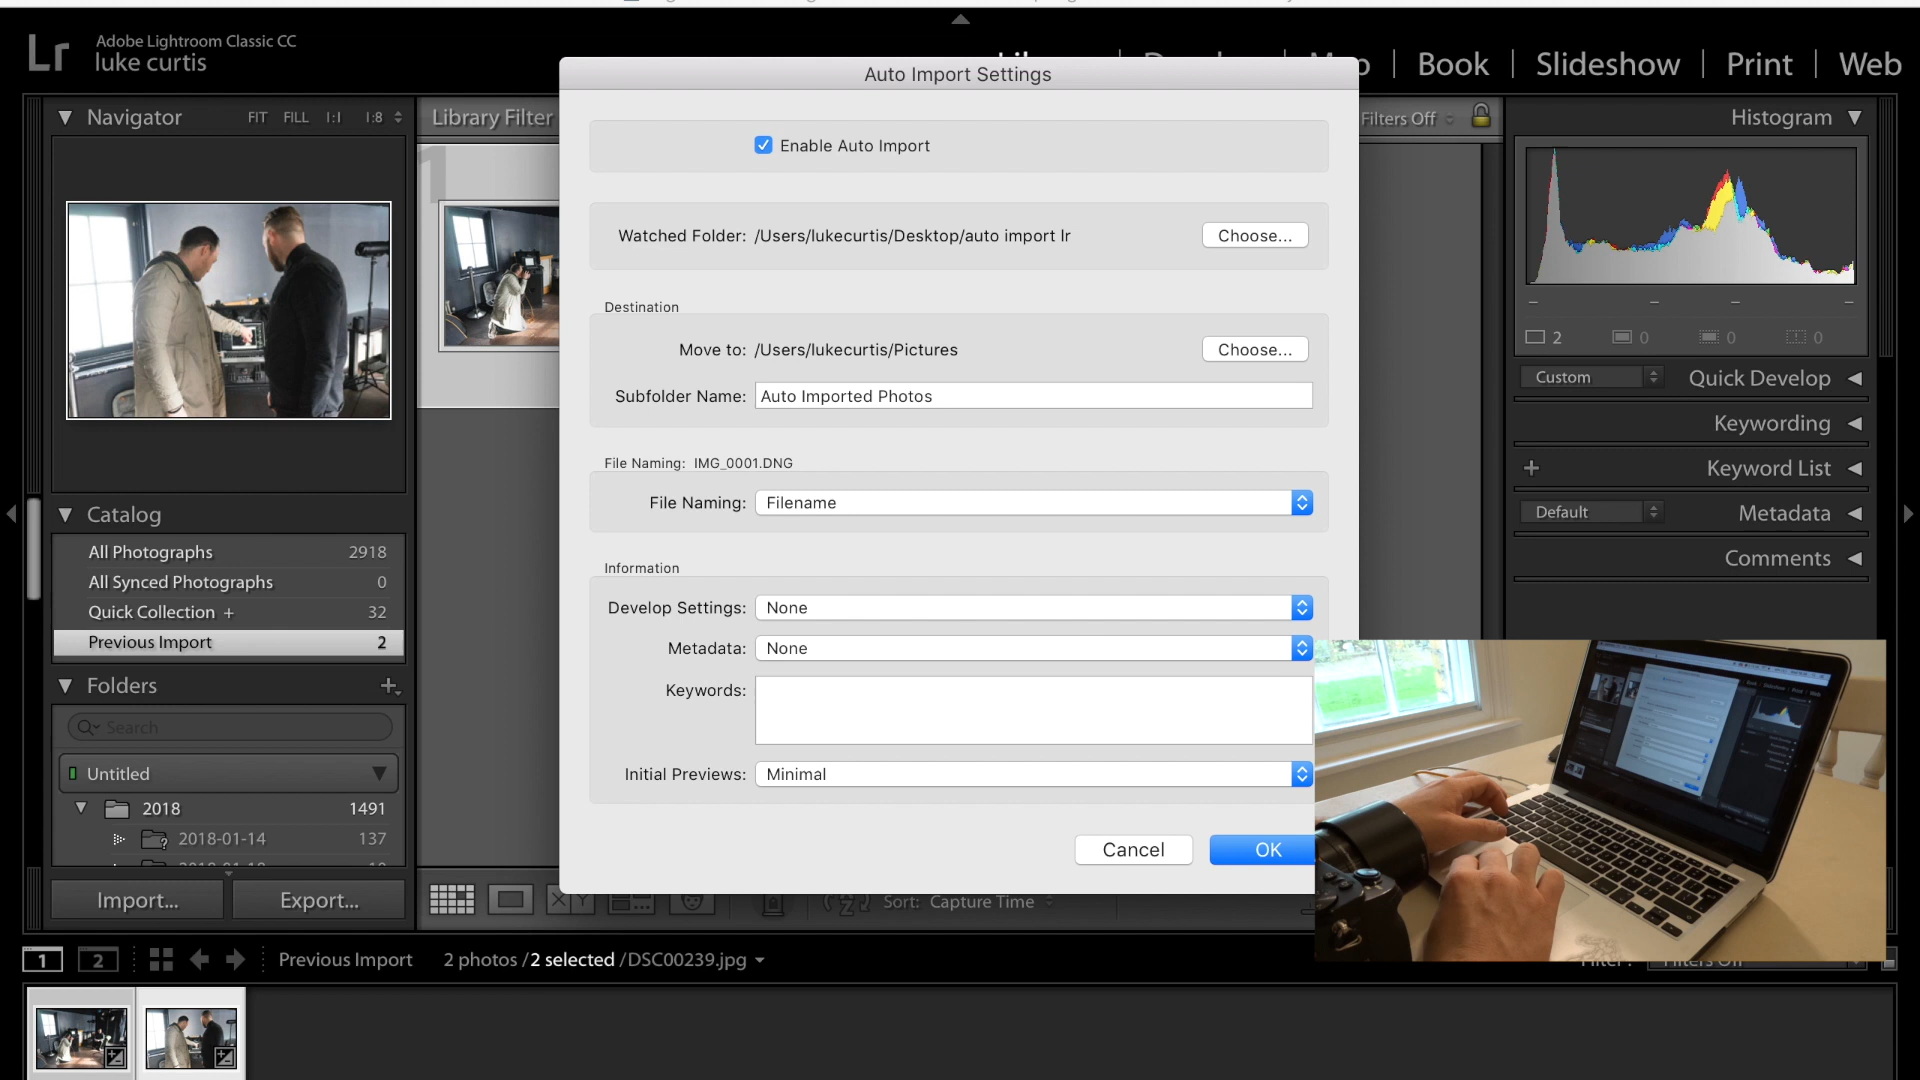 Adobe Lightroom Classic CC
Lr
luke curtis
Book
Slideshow
Print
Web
Auto Import Settings
Navigator
FIT
FILL
1:1
1:8
Library Filter
Filters Off
Histogram
1
Enable Auto Import
Watched Folder: /Users/lukecurtis/Desktop/auto import lr
Choose...
Destination
Move to: /Users/lukecurtis/Pictures
Choose...
Subfolder Name: Auto Imported Photos
File Naming: IMG_0001.DNG
File Naming: Filename
Information
Develop Settings: None
Metadata: None
Keywords:
Initial Previews: Minimal
Cancel
OK
2
0
0
0
Custom
Quick Develop
Keywording
Keyword List
Default
Metadata
Comments
Catalog
All Photographs 2918
All Synced Photographs 0
Quick Collection + 32
Previous Import 2
Folders
Search
Untitled
2018 1491
2018-01-14 137
Import...
Export...
X Y
Sort: Capture Time
1
2
Previous Import
2 photos / 2 selected / DSC00239.jpg